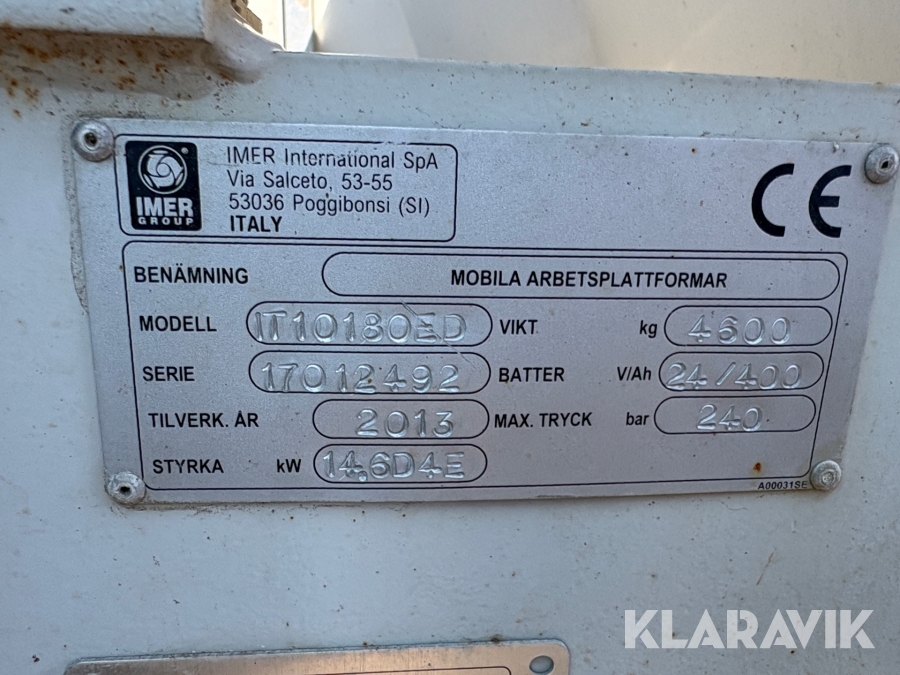 IMER
GROUP
IMER International SpA
Via Salceto, 53-55
53036 Poggibonsi (SI)
ITALY
CE
BENÄMNING MOBILA ARBETSPLATTFORMAR
MODELL IT10180ED VIKT kg 4600
SERIE 17012492 BATTER V/Ah 24/400
TILVERK. ÅR 2013 MAX. TRYCK bar 240
STYRKA kW 14,6D4E
A00031SE
KLARAVIK